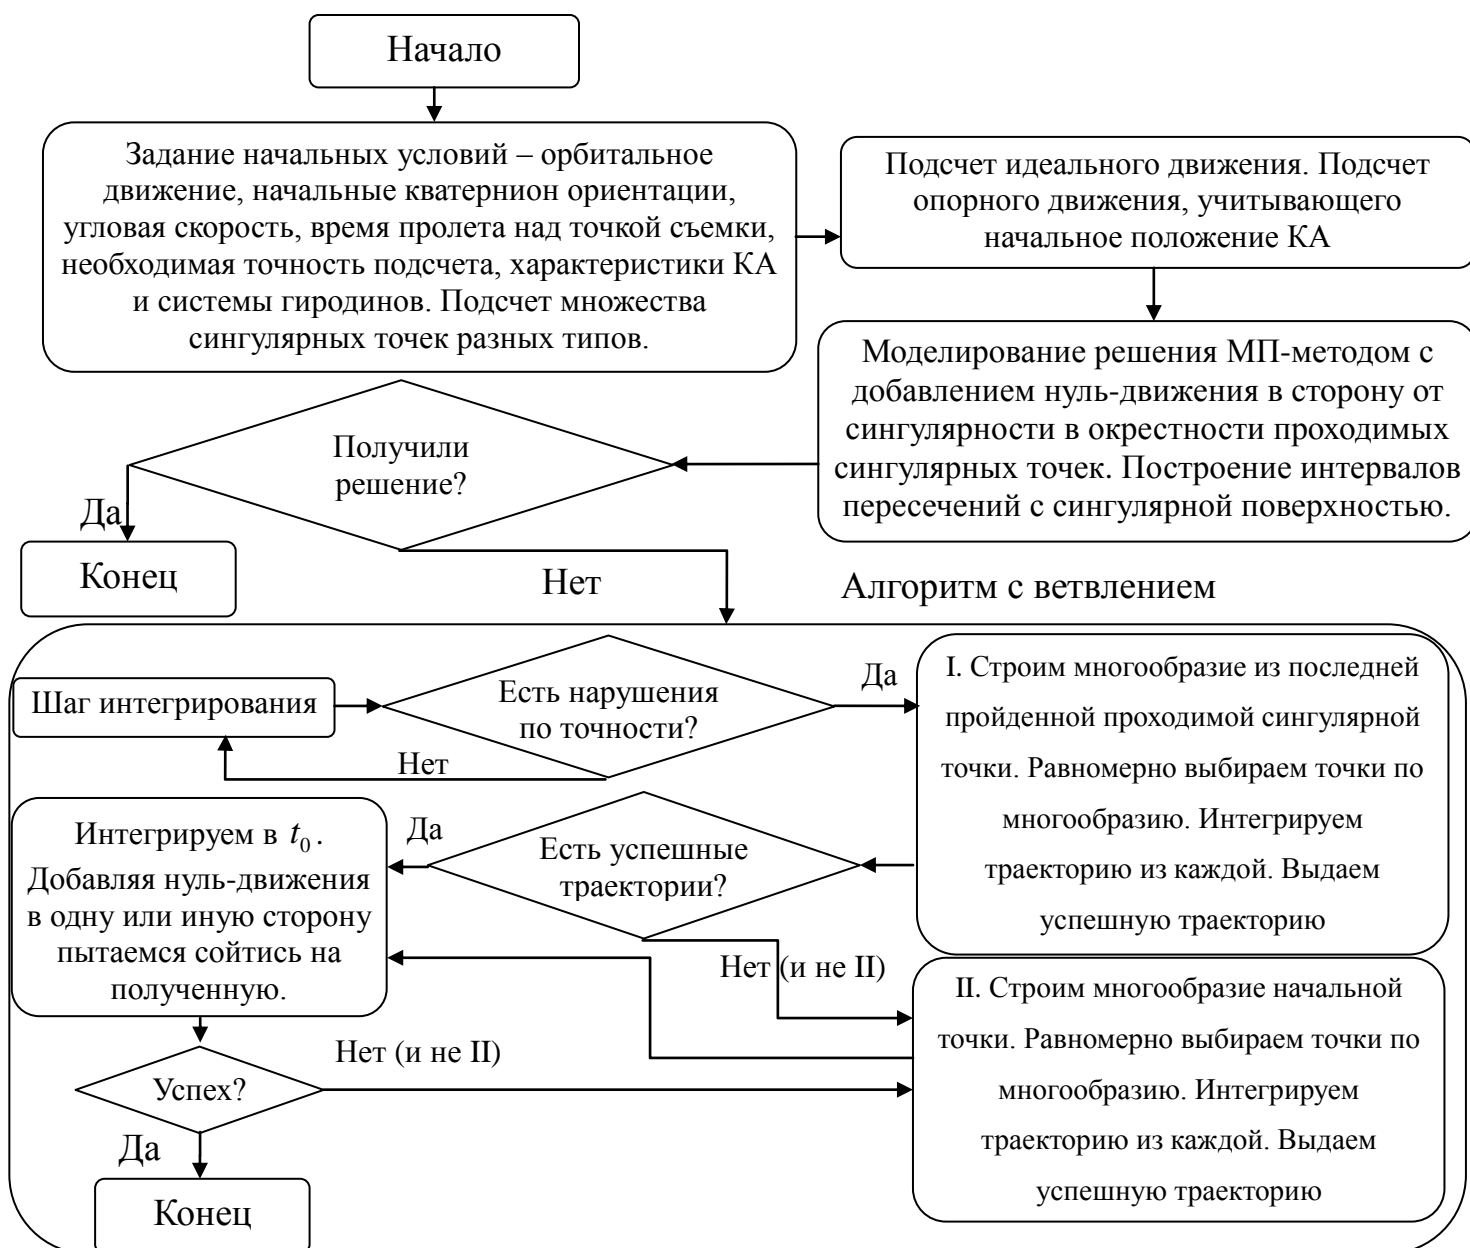 Начало
Задание начальных условий – орбитальное
движение, начальные кватернион ориентации,
угловая скорость, время пролета над точкой съемки,
необходимая точность подсчета, характеристики КА
и системы гиродинов. Подсчет множества
сингулярных точек разных типов.
Подсчет идеального движения. Подсчет
опорного движения, учитывающего
начальное положение КА
Моделирование решения МП-методом с
добавлением нуль-движения в сторону от
сингулярности в окрестности проходимых
сингулярных точек. Построение интервалов
пересечений с сингулярной поверхностью.
Получили
решение?
Да
Конец
Нет
Алгоритм с ветвлением
Шаг интегрирования
Есть нарушения
по точности?
Да
Нет
I. Строим многообразие из последней
пройденной проходимой сингулярной
точки. Равномерно выбираем точки по
многообразию. Интегрируем
траекторию из каждой. Выдаем
успешную траекторию
Есть успешные
траектории?
Да
Интегрируем в t₀.
Добавляя нуль-движения
в одну или иную сторону
пытаемся сойтись на
полученную.
Нет (и не II)
II. Строим многообразие начальной
точки. Равномерно выбираем точки по
многообразию. Интегрируем
траекторию из каждой. Выдаем
успешную траекторию
Нет (и не II)
Успех?
Да
Конец